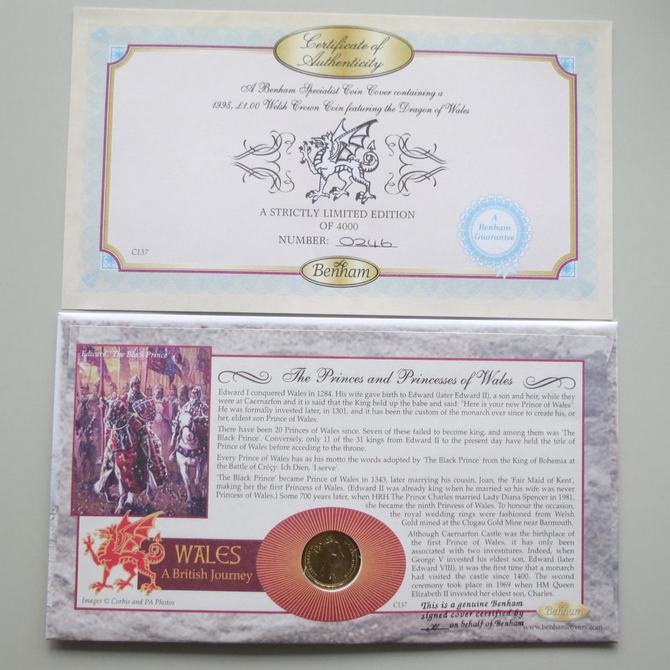 Certificate of
Authenticity
A Benham Specialist Coin Cover containing a
1995, £1.00 Welsh Crown Coin featuring the Dragon of Wales
A STRICTLY LIMITED EDITION
OF 4000
NUMBER: 0246
A
Benham
Guarantee
C137
Benham
Edward, 'The Black Prince'
The Princes and Princesses of Wales
Edward I conquered Wales in 1284. His wife gave birth to Edward (later Edward II), a son and heir, while they
were at Caernarfon and it is said that the King held up the babe and said: "Here is your new Prince of Wales".
He was formally invested later, in 1301, and it has been the custom of the monarch ever since to create his, or
her, eldest son Prince of Wales.
There have been 20 Princes of Wales since. Seven of these failed to become king, and among them was 'The
Black Prince'. Conversely, only 11 of the 31 kings from Edward II to the present day have held the title of
Prince of Wales before acceding to the throne.
Every Prince of Wales has as his motto the words adopted by 'The Black Prince' from the King of Bohemia at
the Battle of Créçy: Ich Dien, 'I serve'.
'The Black Prince' became Prince of Wales in 1343, later marrying his cousin, Joan, the 'Fair Maid of Kent',
making her the first Princess of Wales. (Edward II was already king when he married so his wife was never
Princess of Wales.) Some 700 years later, when HRH The Prince Charles married Lady Diana Spencer in 1981,
she became the ninth Princess of Wales. To honour the occasion,
the royal wedding rings were fashioned from Welsh
Gold mined at the Clogau Gold Mine near Barmouth.
Although Caernarfon Castle was the birthplace of
the first Prince of Wales, it has only been
associated with two investitures. Indeed, when
George V invested his eldest son, Edward (later
Edward VIII), it was the first time that a monarch
had visited the castle since 1400. The second
ceremony took place in 1969 when HM Queen
Elizabeth II invested her eldest son, Charles.
WALES
A British Journey
Images © Corbis and PA Photos
C137
This is a genuine Benham
signed cover certified by
on behalf of Benham
Benham
www.benhamcovers.com